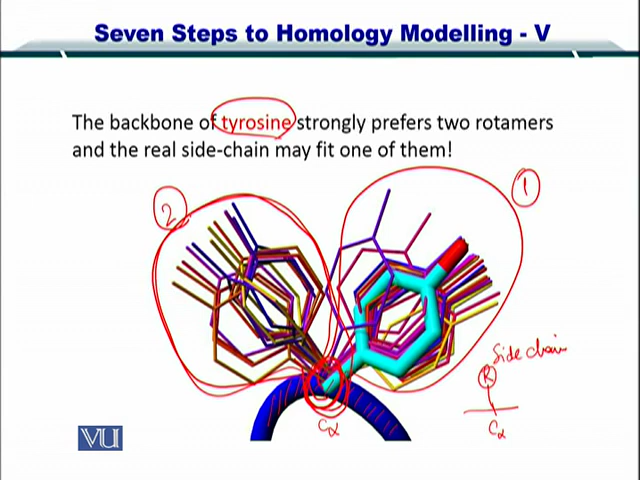 Seven Steps to Homology Modelling - V
The backbone of tyrosine strongly prefers two rotamers
and the real side-chain may fit one of them!
2
1
Side chain
R
Cα
Cα
VU